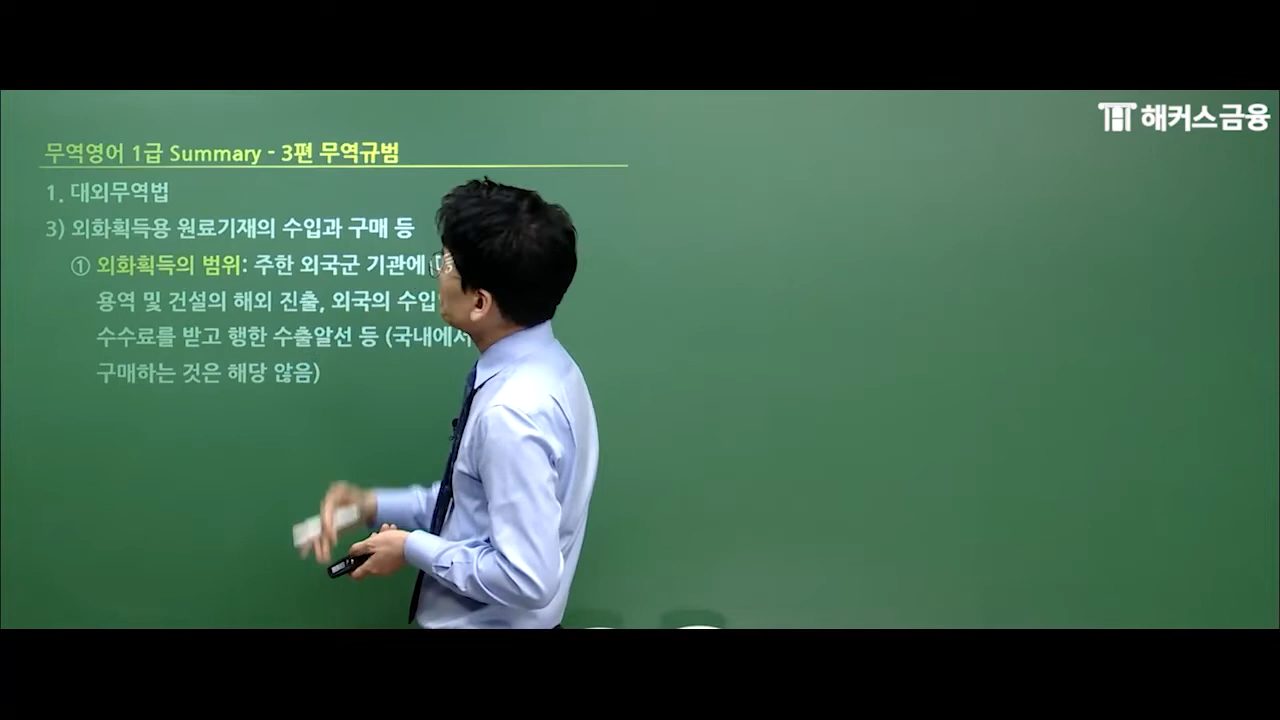 해커스금융
무역영어 1급 Summary - 3편 무역규범
1. 대외무역법
3) 외화획득용 원료기재의 수입과 구매 등
① 외화획득의 범위: 주한 외국군 기관에
용역 및 건설의 해외 진출, 외국의 수입
수수료를 받고 행한 수출알선 등 (국내에서
구매하는 것은 해당 않음)